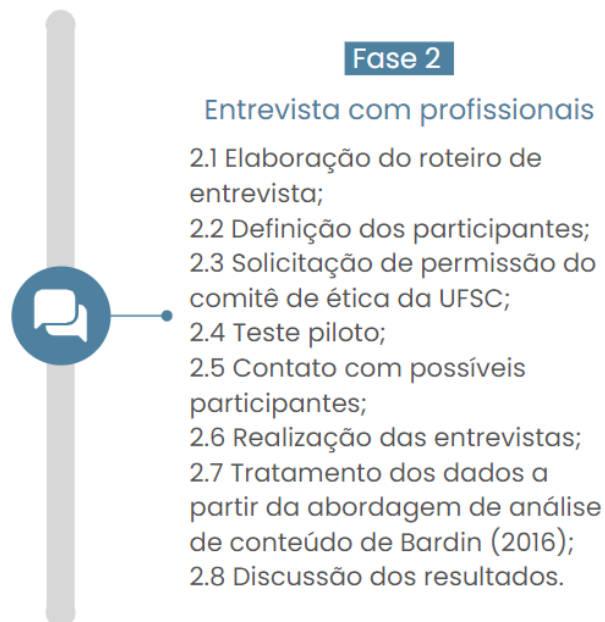 Fase 2
Entrevista com profissionais
2.1 Elaboração do roteiro de
entrevista;
2.2 Definição dos participantes;
2.3 Solicitação de permissão do
comitê de ética da UFSC;
2.4 Teste piloto;
2.5 Contato com possíveis
participantes;
2.6 Realização das entrevistas;
2.7 Tratamento dos dados a
partir da abordagem de análise
de conteúdo de Bardin (2016);
2.8 Discussão dos resultados.